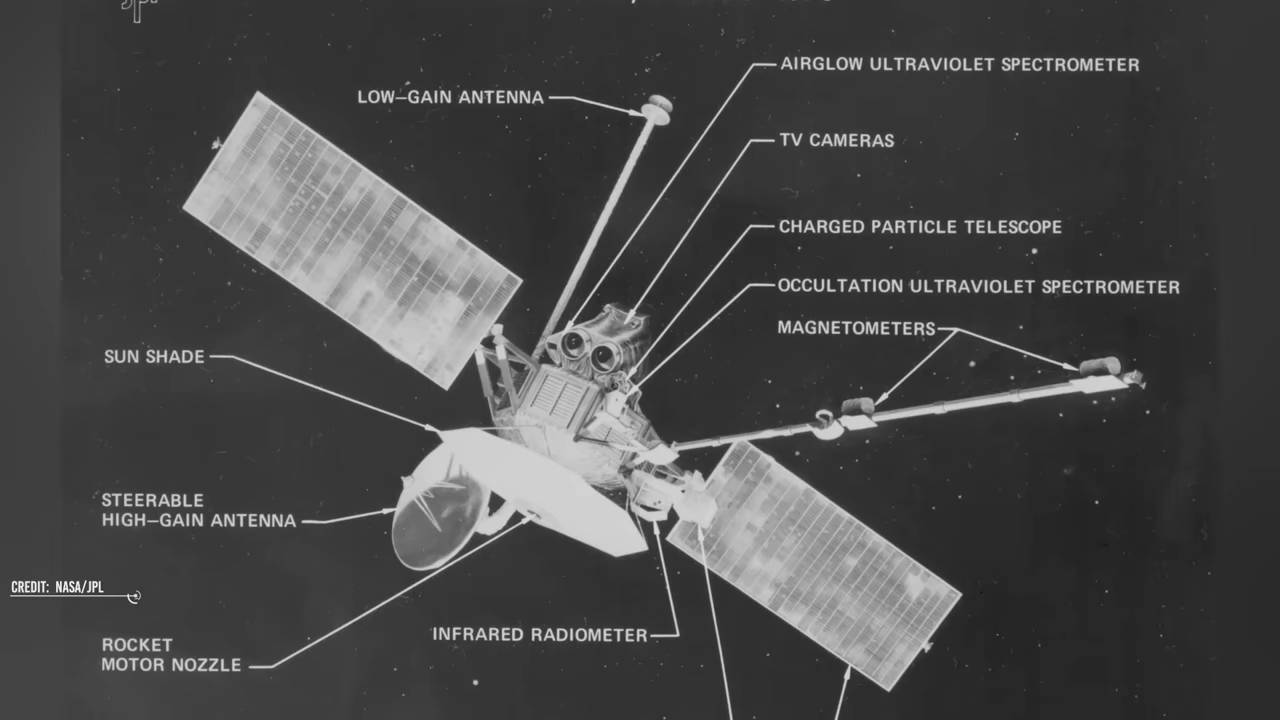 LOW–GAIN ANTENNA
AIRGLOW ULTRAVIOLET SPECTROMETER
TV CAMERAS
CHARGED PARTICLE TELESCOPE
OCCULTATION ULTRAVIOLET SPECTROMETER
MAGNETOMETERS
SUN SHADE
STEERABLE
HIGH–GAIN ANTENNA
CREDIT: NASA/JPL
ROCKET
MOTOR NOZZLE
INFRARED RADIOMETER